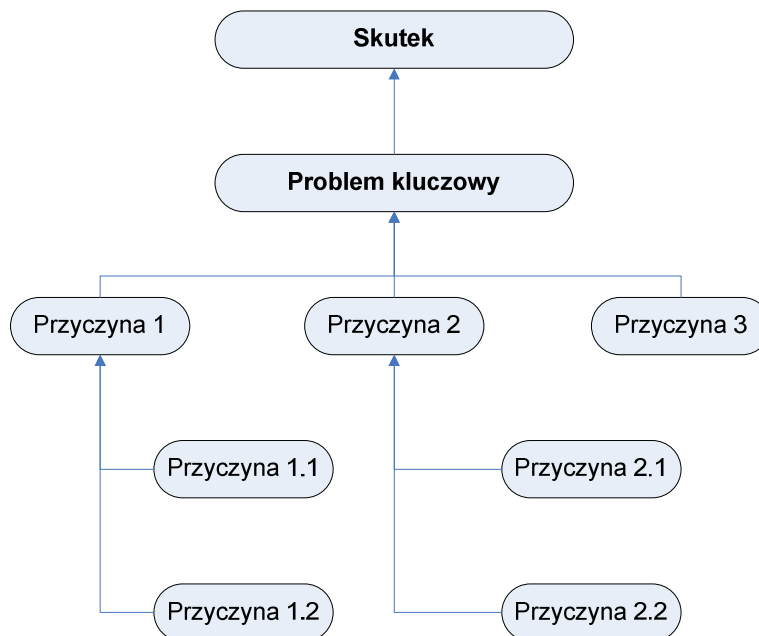 Skutek
Problem kluczowy
Przyczyna 1
Przyczyna 2
Przyczyna 3
Przyczyna 1.1
Przyczyna 2.1
Przyczyna 1.2
Przyczyna 2.2